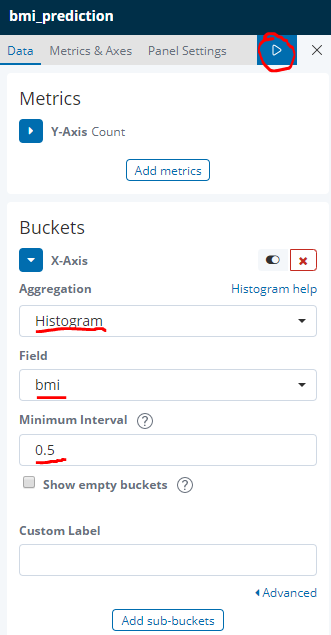 bmi_prediction
Data Metrics & Axes Panel Settings
Metrics
Y-Axis Count
Add metrics
Buckets
X-Axis
Aggregation Histogram help
Histogram
Field
bmi
Minimum Interval
0.5
Show empty buckets
Custom Label
Advanced
Add sub-buckets